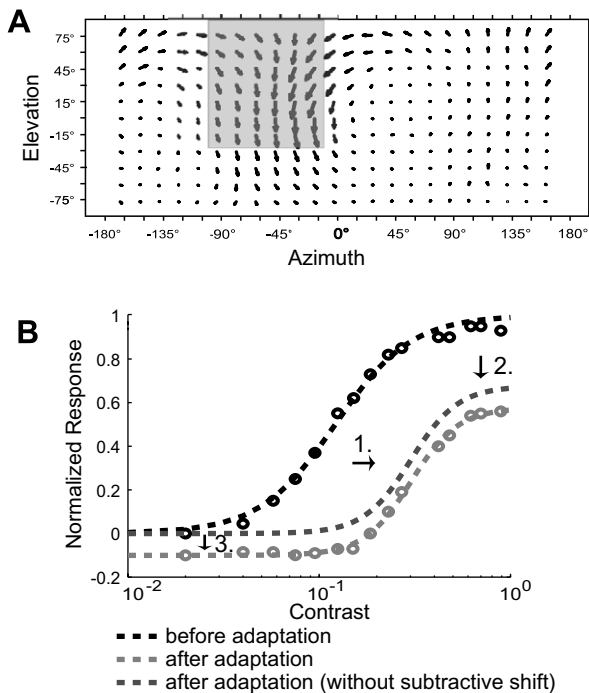 A
75°
45°
15°
-15°
-45°
-75°
Elevation
-180° -135° -90° -45° 0° 45° 90° 135° 180°
Azimuth
B
1
0.8
0.6
0.4
0.2
0
-0.2
Normalized Response
1.
2.
3.
10⁻² 10⁻¹ 10⁰
Contrast
before adaptation
after adaptation
after adaptation (without subtractive shift)